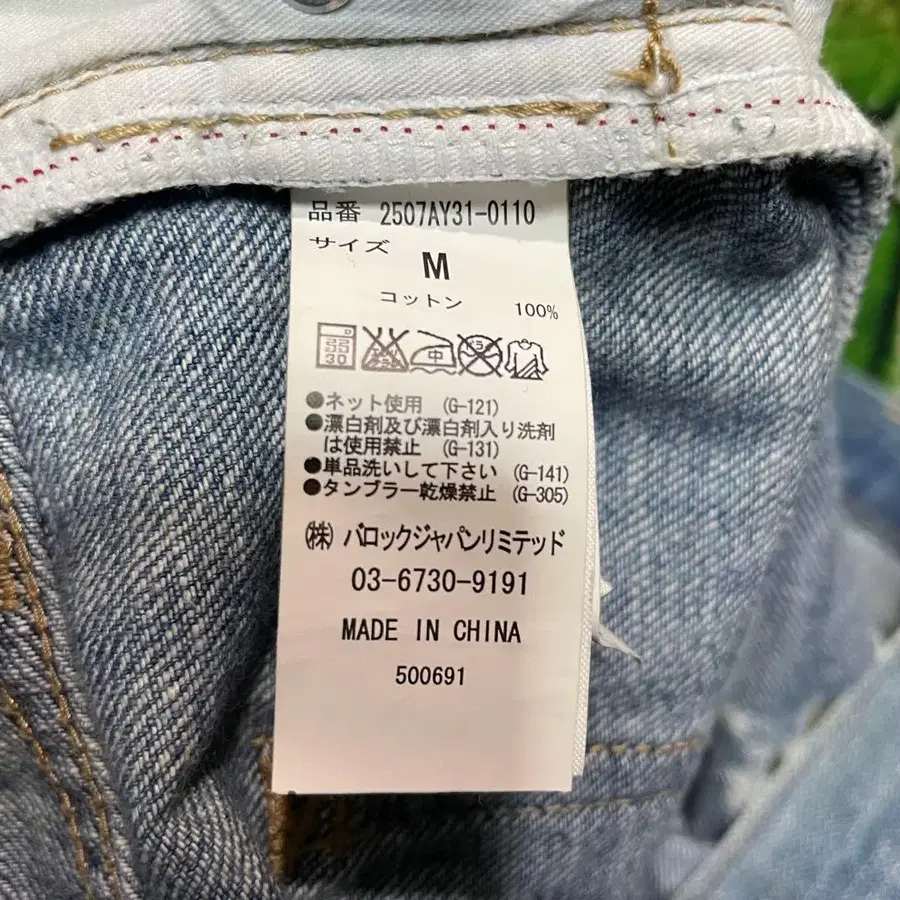 品番 2507AY31-0110
サイズ
M
コットン 100%
弱 30 中 ドライ
●ネット使用 (G-121)
●漂白剤及び漂白剤入り洗剤
は使用禁止 (G-131)
●単品洗いして下さい (G-141)
●タンブラー乾燥禁止 (G-305)
㈱ バロックジャパンリミテッド
03-6730-9191
MADE IN CHINA
500691